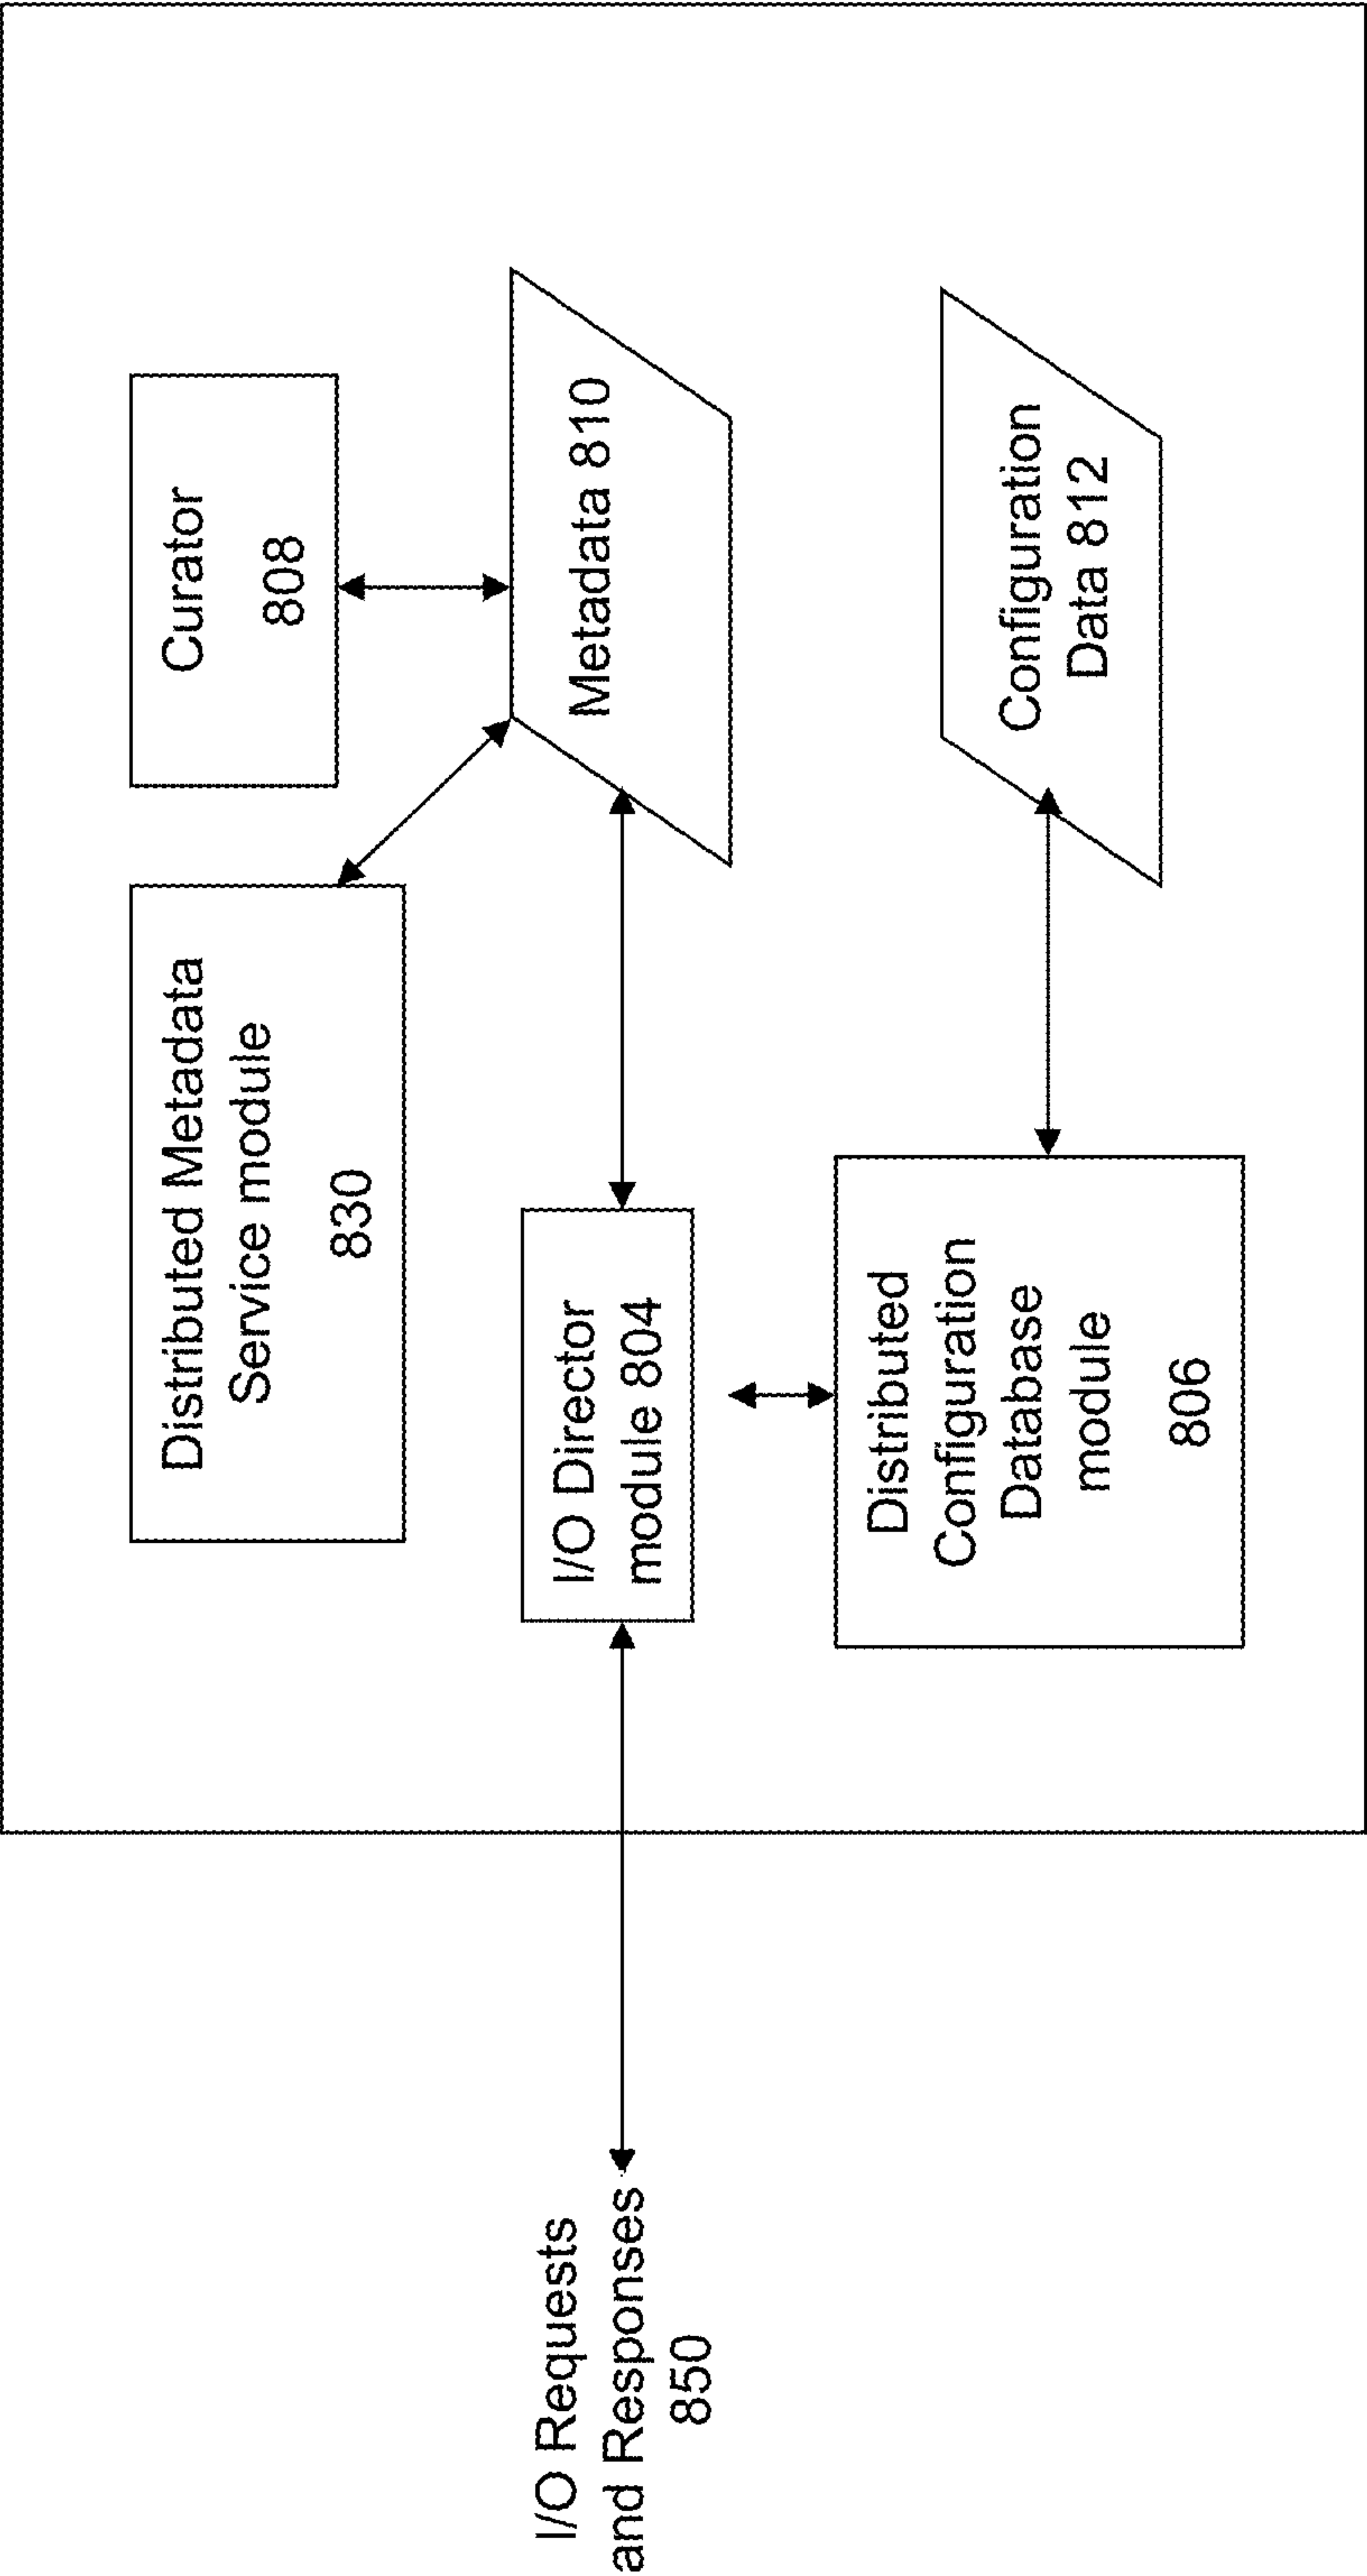 Distributed Metadata
Service module
830
Curator
808
I/O Requests
and Responses
850
I/O Director
module 804
Metadata 810
Distributed
Configuration
Database
module
806
Configuration
Data 812